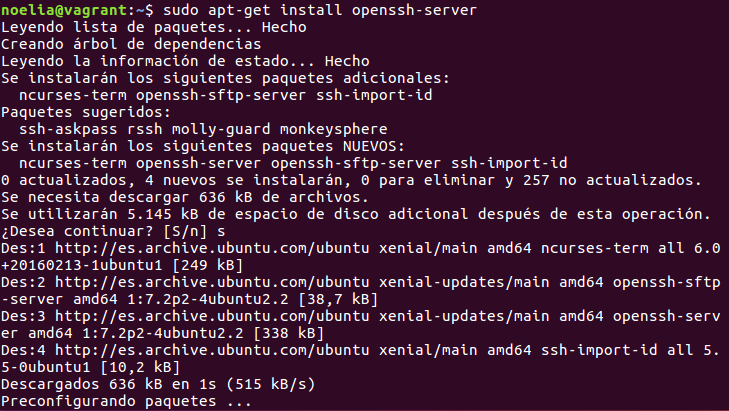 noelia@vagrant:~$ sudo apt-get install openssh-server
Leyendo lista de paquetes... Hecho
Creando árbol de dependencias
Leyendo la información de estado... Hecho
Se instalarán los siguientes paquetes adicionales:
  ncurses-term openssh-sftp-server ssh-import-id
Paquetes sugeridos:
  ssh-askpass rssh molly-guard monkeysphere
Se instalarán los siguientes paquetes NUEVOS:
  ncurses-term openssh-server openssh-sftp-server ssh-import-id
0 actualizados, 4 nuevos se instalarán, 0 para eliminar y 257 no actualizados.
Se necesita descargar 636 kB de archivos.
Se utilizarán 5.145 kB de espacio de disco adicional después de esta operación.
¿Desea continuar? [S/n] s
Des:1 http://es.archive.ubuntu.com/ubuntu xenial/main amd64 ncurses-term all 6.0
+20160213-1ubuntu1 [249 kB]
Des:2 http://es.archive.ubuntu.com/ubuntu xenial-updates/main amd64 openssh-sftp
-server amd64 1:7.2p2-4ubuntu2.2 [38,7 kB]
Des:3 http://es.archive.ubuntu.com/ubuntu xenial-updates/main amd64 openssh-serv
er amd64 1:7.2p2-4ubuntu2.2 [338 kB]
Des:4 http://es.archive.ubuntu.com/ubuntu xenial/main amd64 ssh-import-id all 5.
5-0ubuntu1 [10,2 kB]
Descargados 636 kB en 1s (515 kB/s)
Preconfigurando paquetes ...